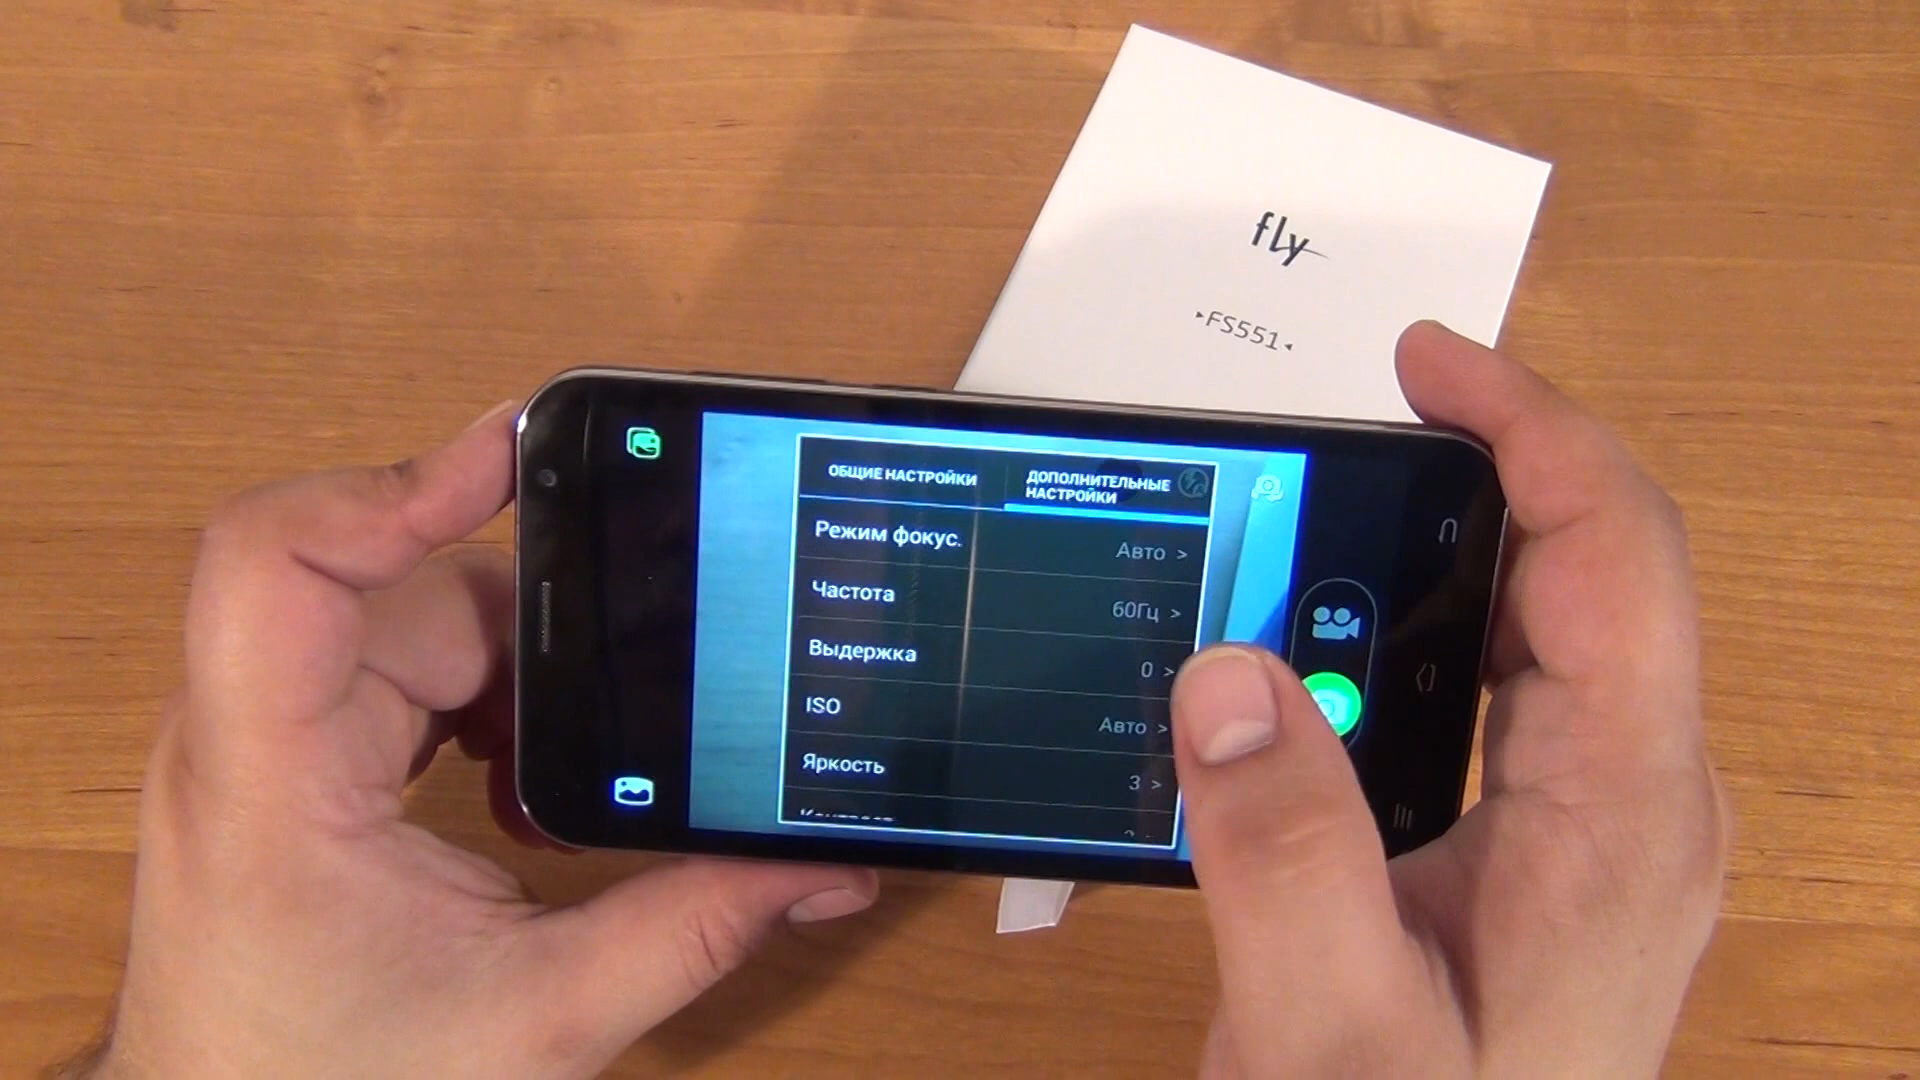 fly
FS551
ОБЩИЕ НАСТРОЙКИ
ДОПОЛНИТЕЛЬНЫЕ
НАСТРОЙКИ
Режим фокус. Авто >
Частота 60Гц >
Выдержка 0 >
ISO Авто >
Яркость 3 >